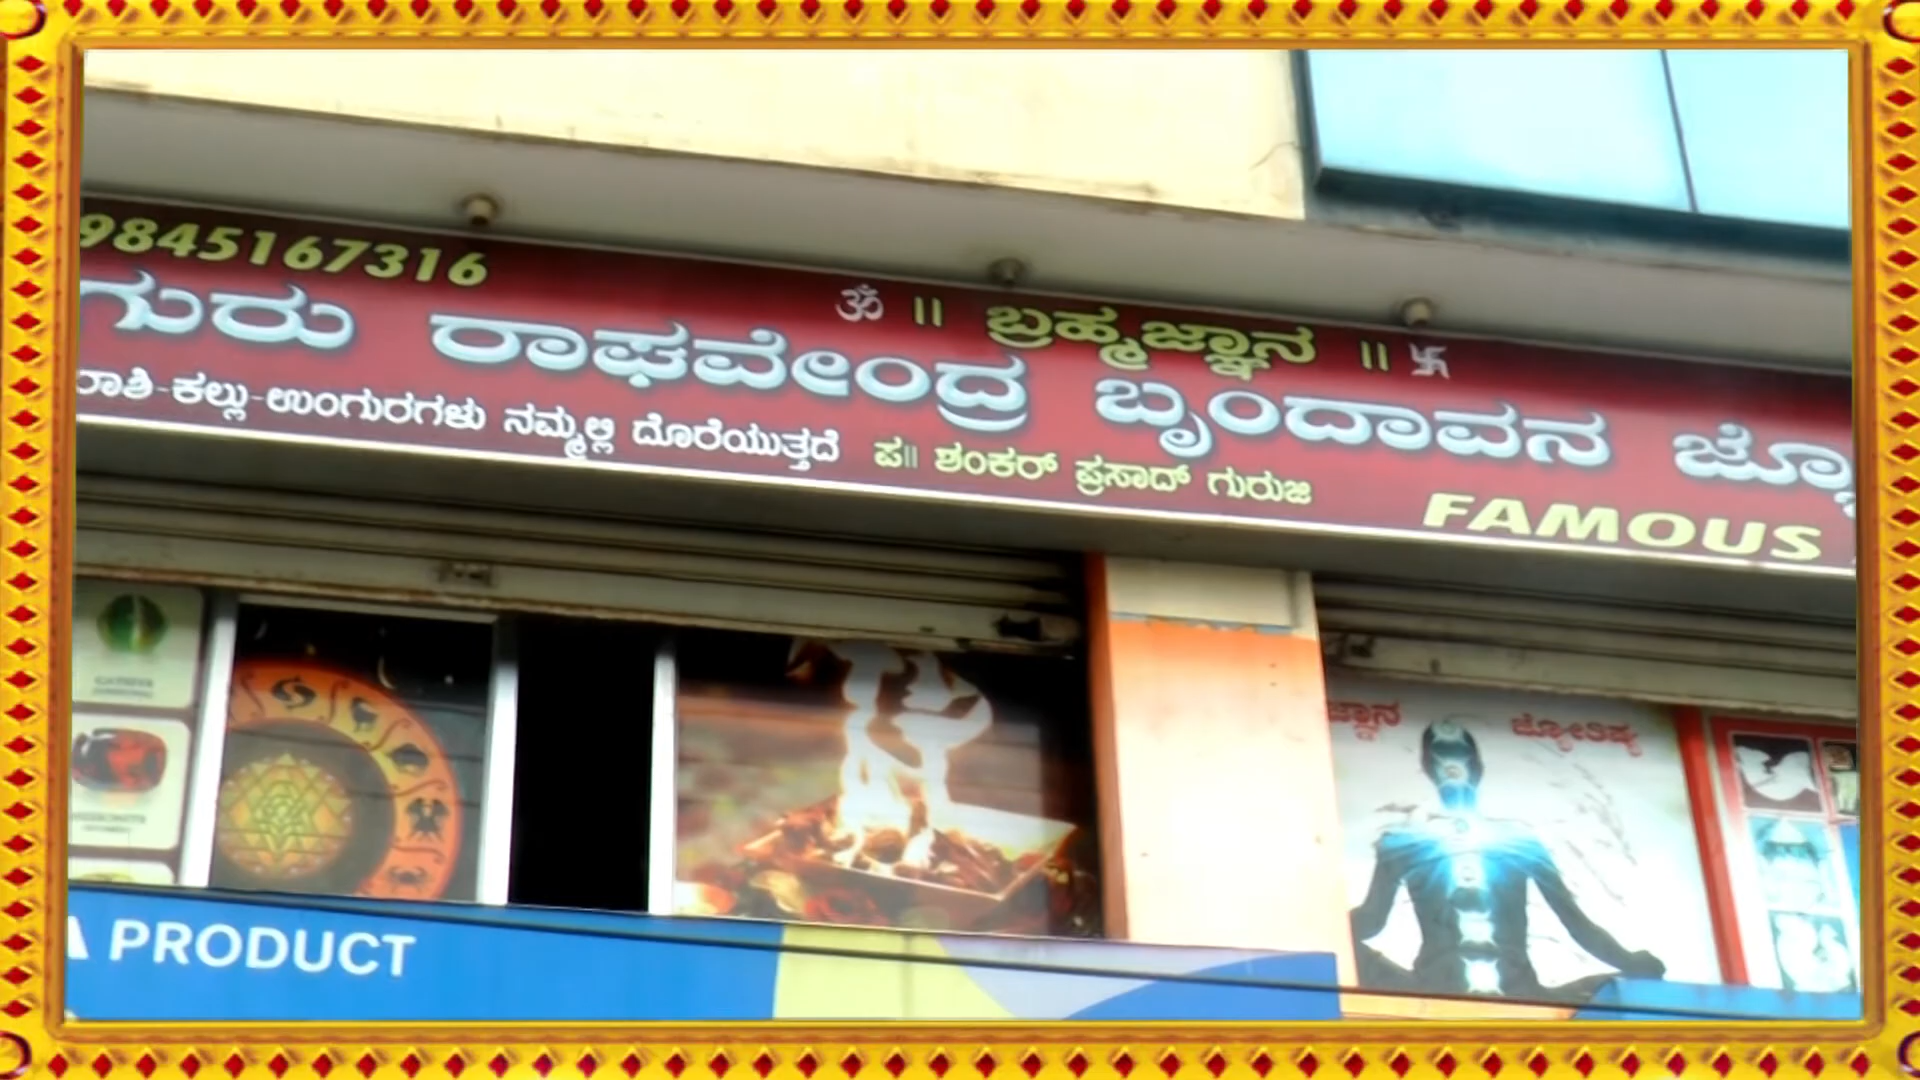 9845167316
ॐ || ಬ್ರಹ್ಮಜ್ಞಾನ || 卐
ಗುರು ರಾಘವೇಂದ್ರ ಬೃಂದಾವನ ಜ್ಯೋ
ರಾಶಿ-ಕಲ್ಲು-ಉಂಗುರಗಳು ನಮ್ಮಲ್ಲಿ ದೊರೆಯುತ್ತದೆ ಪ|| ಶಂಕರ್ ಪ್ರಸಾದ್ ಗುರುಜಿ
FAMOUS
ಜ್ಞಾನ ಜ್ಯೋತಿಷ್ಯ
A PRODUCT